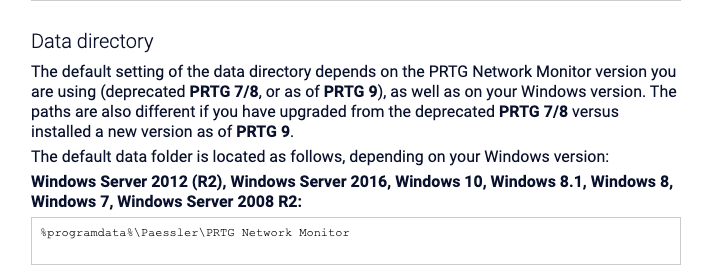 Data directory
The default setting of the data directory depends on the PRTG Network Monitor version you
are using (deprecated PRTG 7/8, or as of PRTG 9), as well as on your Windows version. The
paths are also different if you have upgraded from the deprecated PRTG 7/8 versus
installed a new version as of PRTG 9.
The default data folder is located as follows, depending on your Windows version:
Windows Server 2012 (R2), Windows Server 2016, Windows 10, Windows 8.1, Windows 8,
Windows 7, Windows Server 2008 R2:
%programdata%\Paessler\PRTG Network Monitor